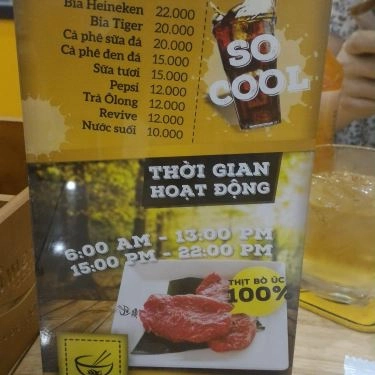 Bia Heineken 22.000
Bia Tiger 20.000
Cà phê sữa đá 20.000
Cà phê đen đá 15.000
Sữa tươi 15.000
Pepsi 12.000
Trà Ôlong 12.000
Revive 12.000
Nước suối 10.000
SO
COOL
THỜI GIAN
HOẠT ĐỘNG
6:00 AM - 13:00 PM
15:00 PM - 22:00 PM
THỊT BÒ ÚC
100%